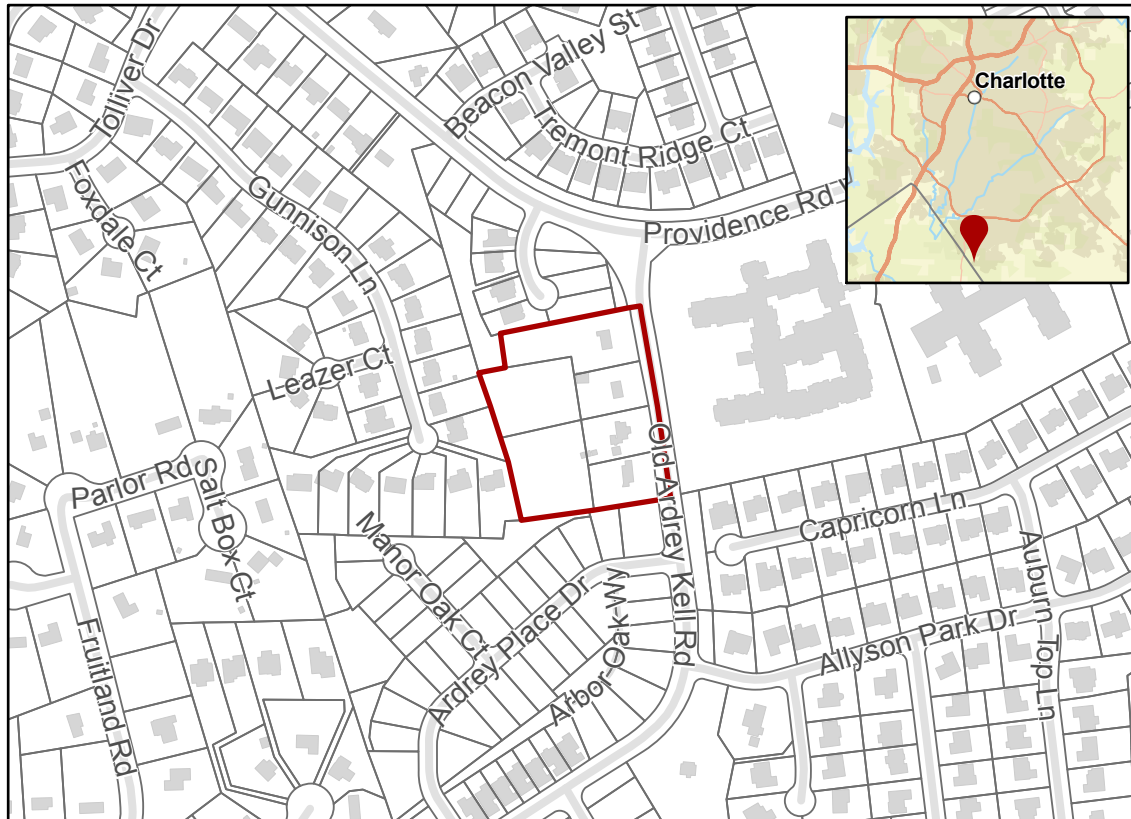 Tolliver Dr
Beacon Valley St
Charlotte
Tremont Ridge Ct
Foxdale Ct
Gunnison Ln
Providence Rd W
Leazer Ct
Old Ardrey Kell Rd
Parlor Rd
Salt Box Ct
Capricorn Ln
Manor Oak Ct
Auburn Top Ln
Ardrey Place Dr
Arbor Oak Wy
Allyson Park Dr
Fruitland Rd